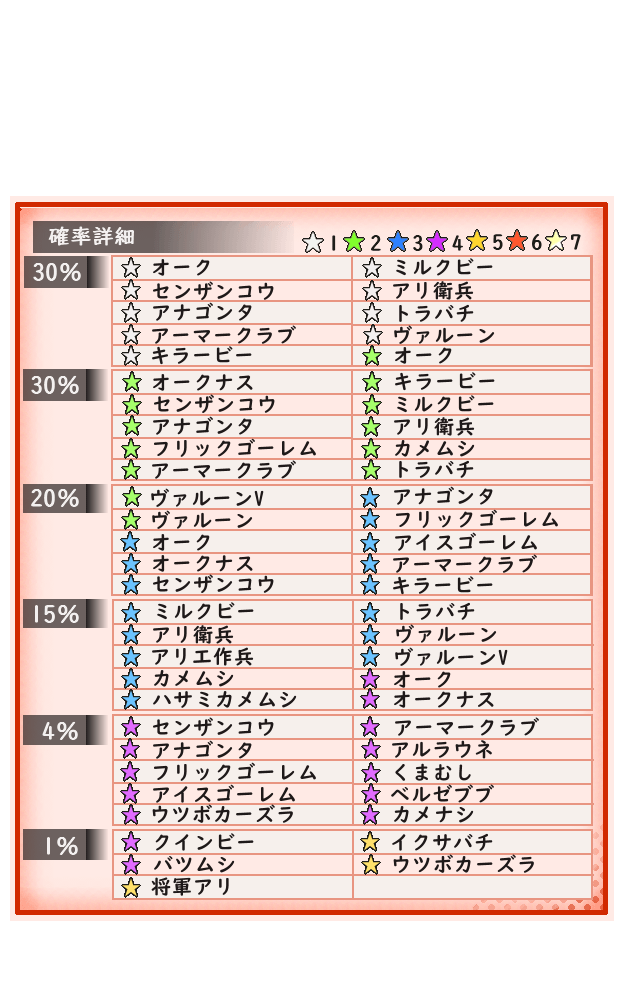 確率詳細 ☆1★2★3★4★5★6★7
30% ☆ オーク ☆ ミルクビー
☆ センザンコウ ☆ アリ衛兵
☆ アナゴンタ ☆ トラバチ
☆ アーマークラブ ☆ ヴァルーン
☆ キラービー ★ オーク
30% ★ オークナス ★ キラービー
★ センザンコウ ★ ミルクビー
★ アナゴンタ ★ アリ衛兵
★ フリックゴーレム ★ カメムシ
★ アーマークラブ ★ トラバチ
20% ★ ヴァルーンV ★ アナゴンタ
★ ヴァルーン ★ フリックゴーレム
★ オーク ★ アイスゴーレム
★ オークナス ★ アーマークラブ
★ センザンコウ ★ キラービー
15% ★ ミルクビー ★ トラバチ
★ アリ衛兵 ★ ヴァルーン
★ アリエ作兵 ★ ヴァルーンV
★ カメムシ ★ オーク
★ ハサミカメムシ ★ オークナス
4% ★ センザンコウ ★ アーマークラブ
★ アナゴンタ ★ アルラウネ
★ フリックゴーレム ★ くまむし
★ アイスゴーレム ★ ベルゼブブ
★ ウツボカーズラ ★ カメナシ
1% ★ クインビー ★ イクサバチ
★ バツムシ ★ ウツボカーズラ
★ 将軍アリ